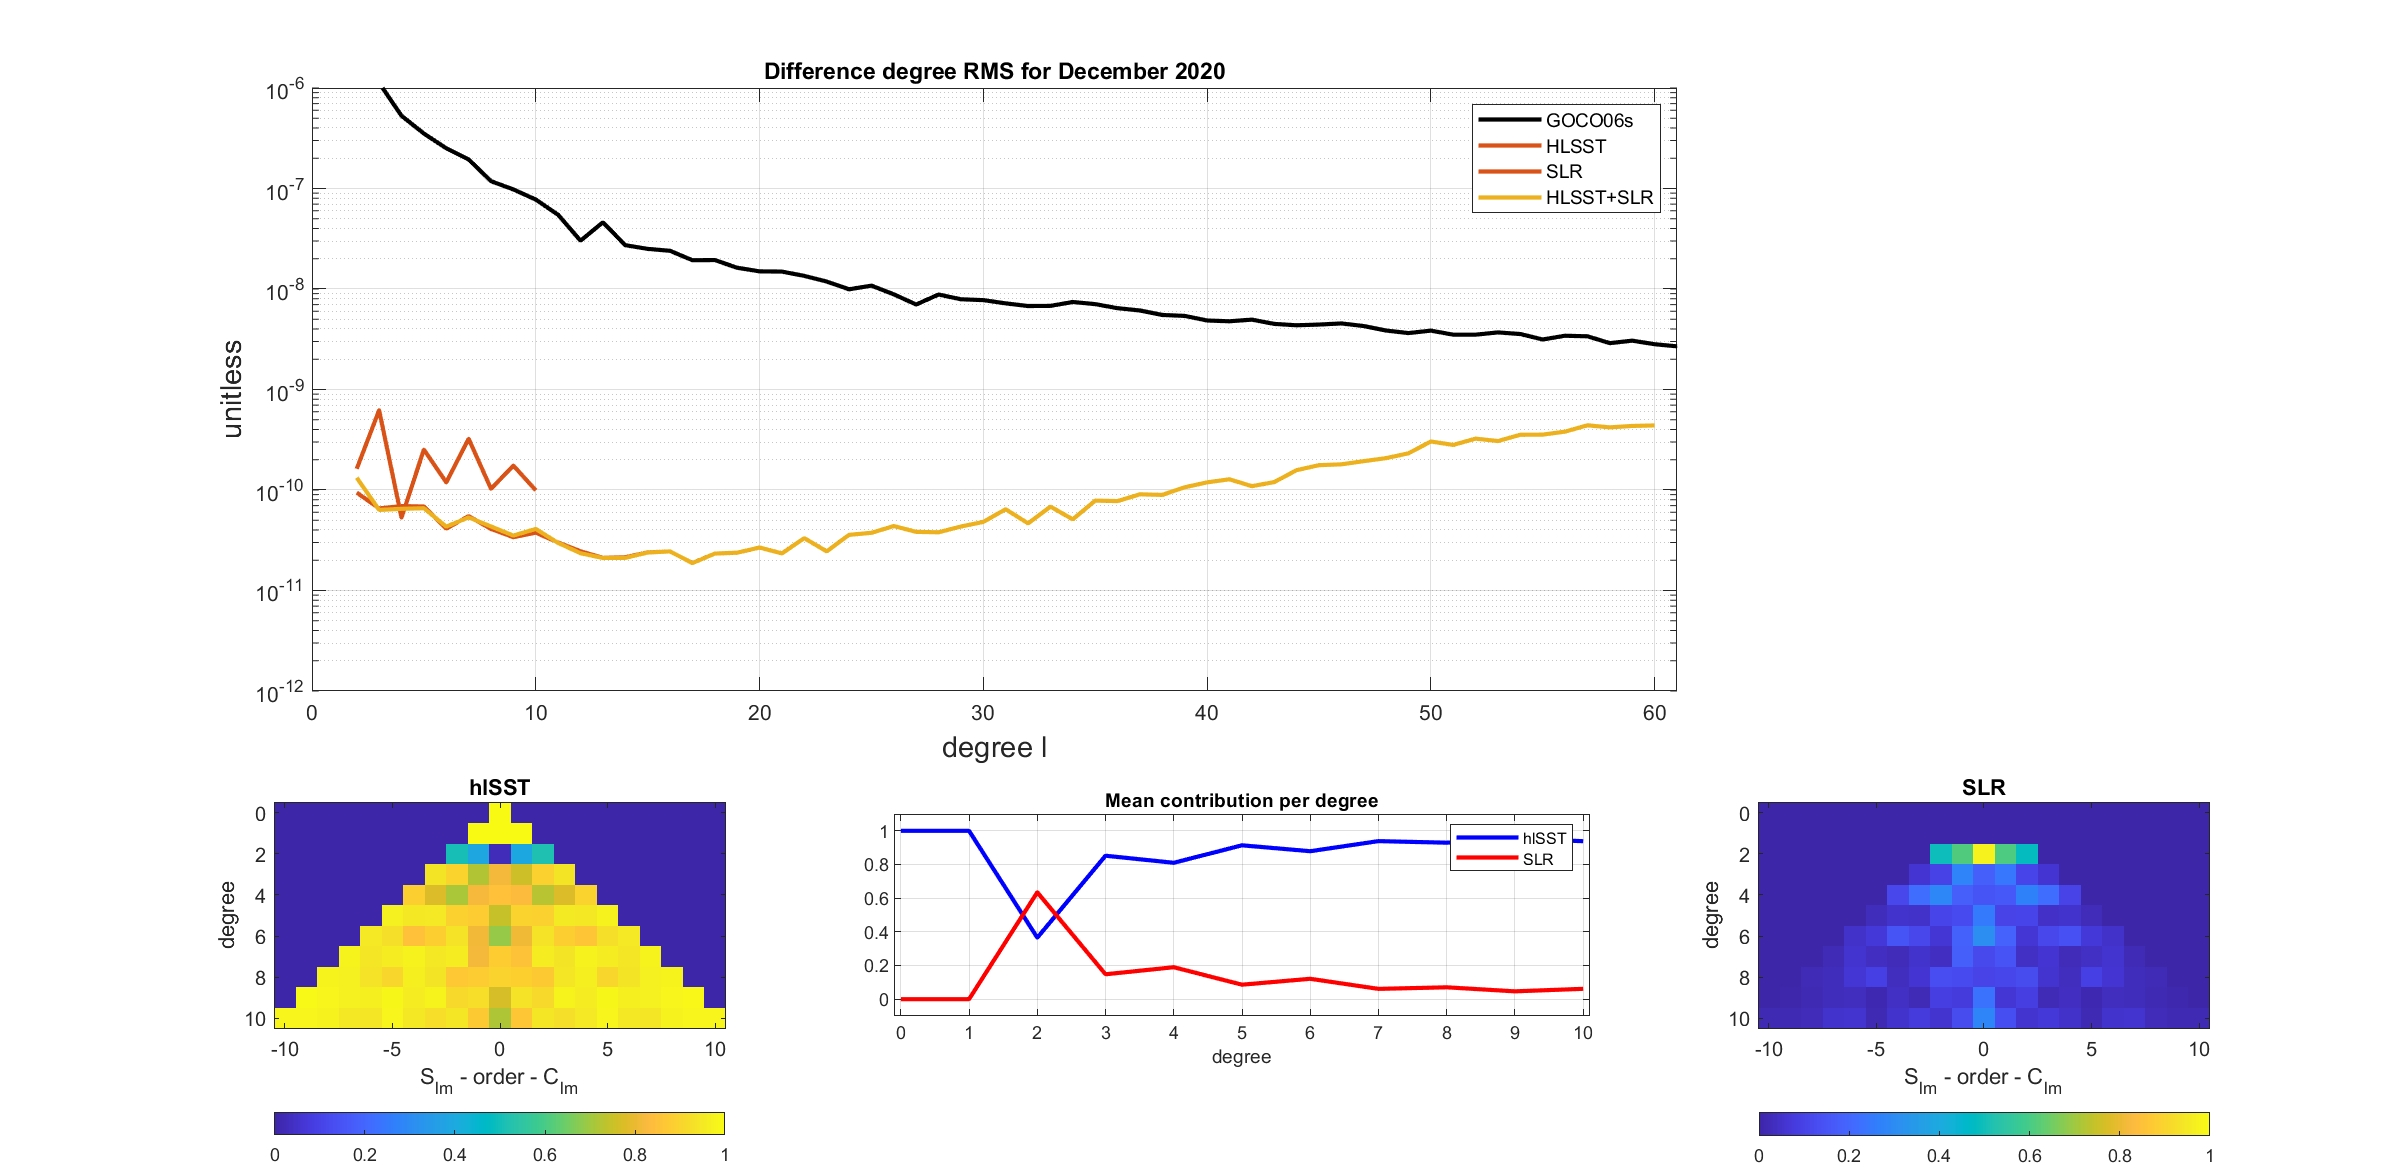 Difference degree RMS for December 2020
10^-6
10^-7
10^-8
10^-9
10^-10
10^-11
10^-12
unitless
GOCO06s
HLSST
SLR
HLSST+SLR
0 10 20 30 40 50 60
degree l
hlSST
0
2
4
6
8
10
degree
-10 -5 0 5 10
S_lm - order - C_lm
0 0.2 0.4 0.6 0.8 1
Mean contribution per degree
1
0.8
0.6
0.4
0.2
0
hlSST
SLR
0 1 2 3 4 5 6 7 8 9 10
degree
SLR
0
2
4
6
8
10
degree
-10 -5 0 5 10
S_lm - order - C_lm
0 0.2 0.4 0.6 0.8 1